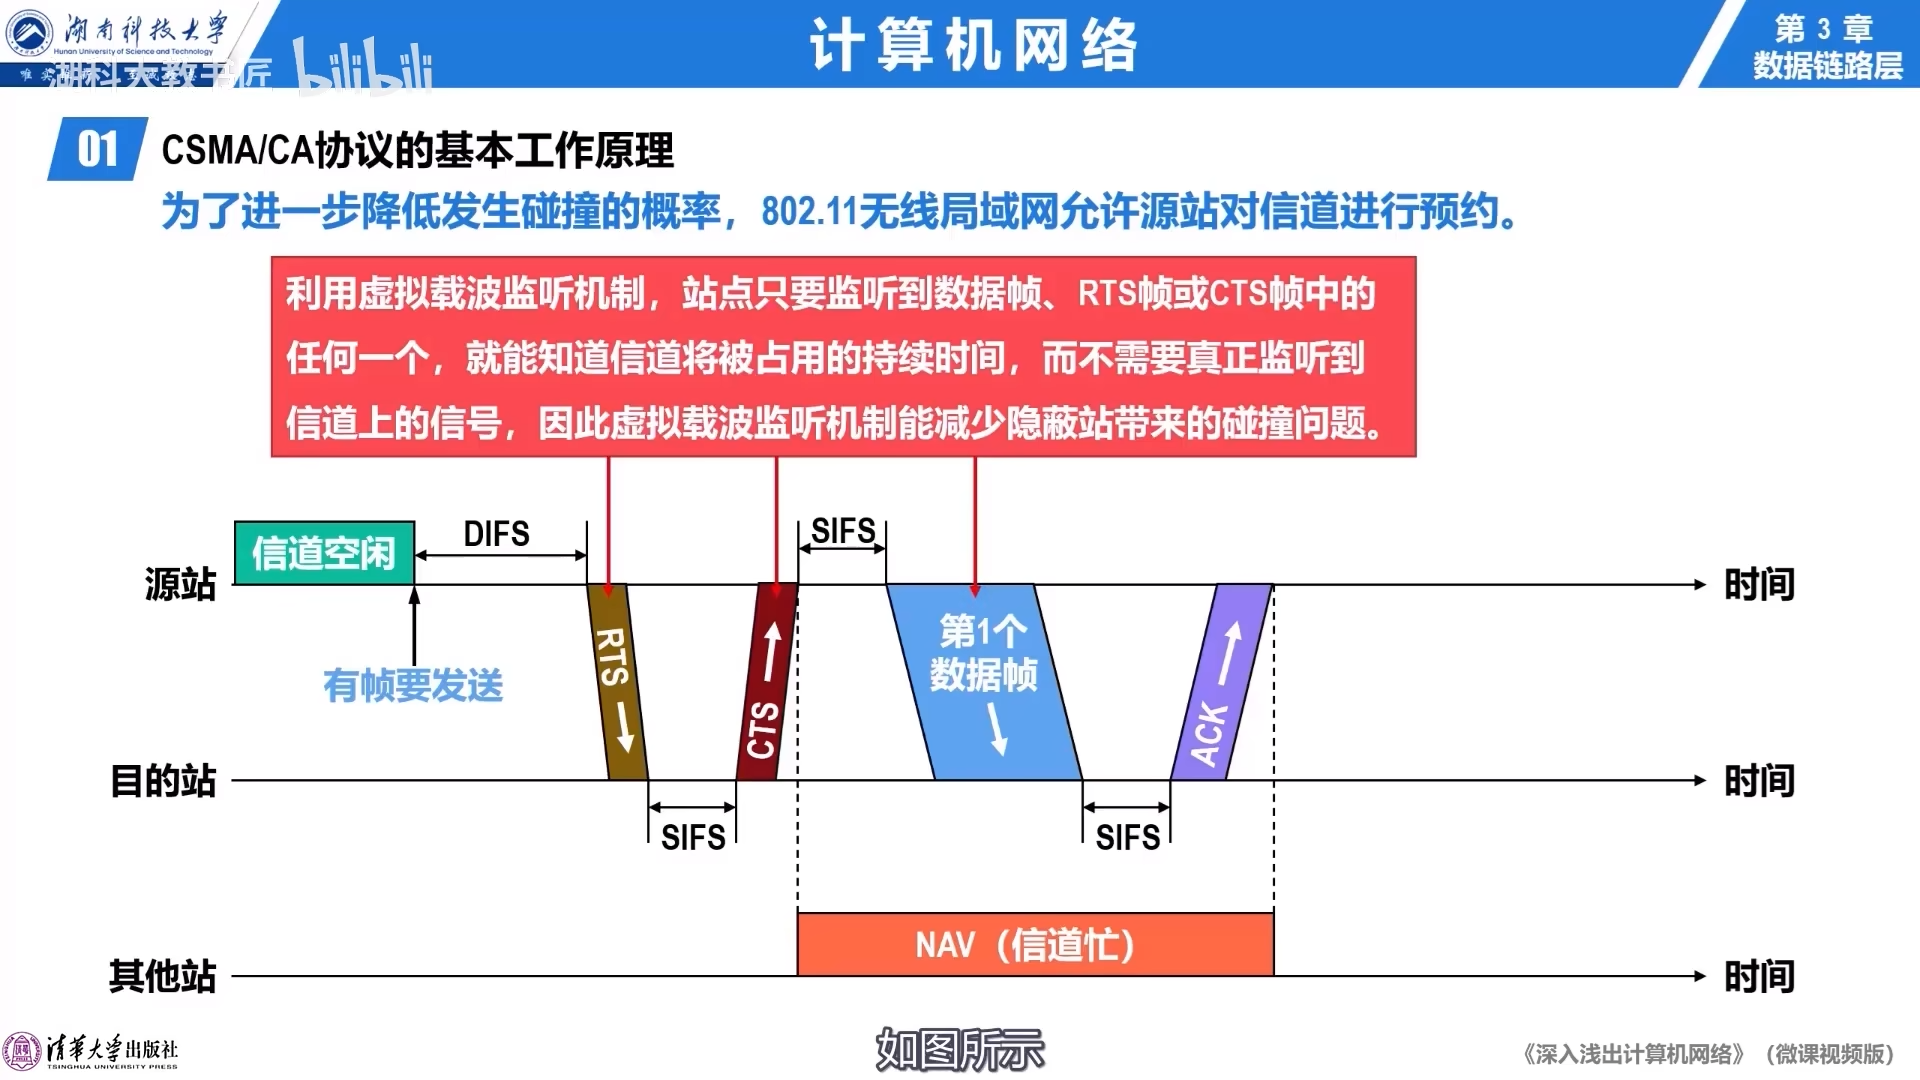 湖南科技大学
Hunan University of Science and Technology
湖科大教书匠 bilibili
计算机网络
第 3 章
数据链路层
01 CSMA/CA协议的基本工作原理
为了进一步降低发生碰撞的概率，802.11无线局域网允许源站对信道进行预约。
利用虚拟载波监听机制，站点只要监听到数据帧、RTS帧或CTS帧中的
任何一个，就能知道信道将被占用的持续时间，而不需要真正监听到
信道上的信号，因此虚拟载波监听机制能减少隐蔽站带来的碰撞问题。
信道空闲
DIFS
SIFS
源站
时间
有帧要发送
RTS
CTS
第1个
数据帧
ACK
目的站
时间
SIFS
SIFS
NAV（信道忙）
其他站
时间
清华大学出版社
TSINGHUA UNIVERSITY PRESS
如图所示
《深入浅出计算机网络》（微课视频版）